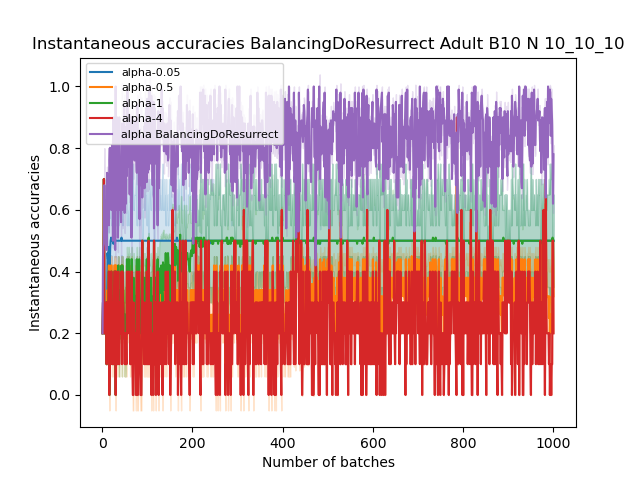 Instantaneous accuracies BalancingDoResurrect Adult B10 N 10_10_10
alpha-0.05
alpha-0.5
alpha-1
alpha-4
alpha BalancingDoResurrect
1.0
0.8
0.6
0.4
0.2
0.0
Instantaneous accuracies
0 200 400 600 800 1000
Number of batches